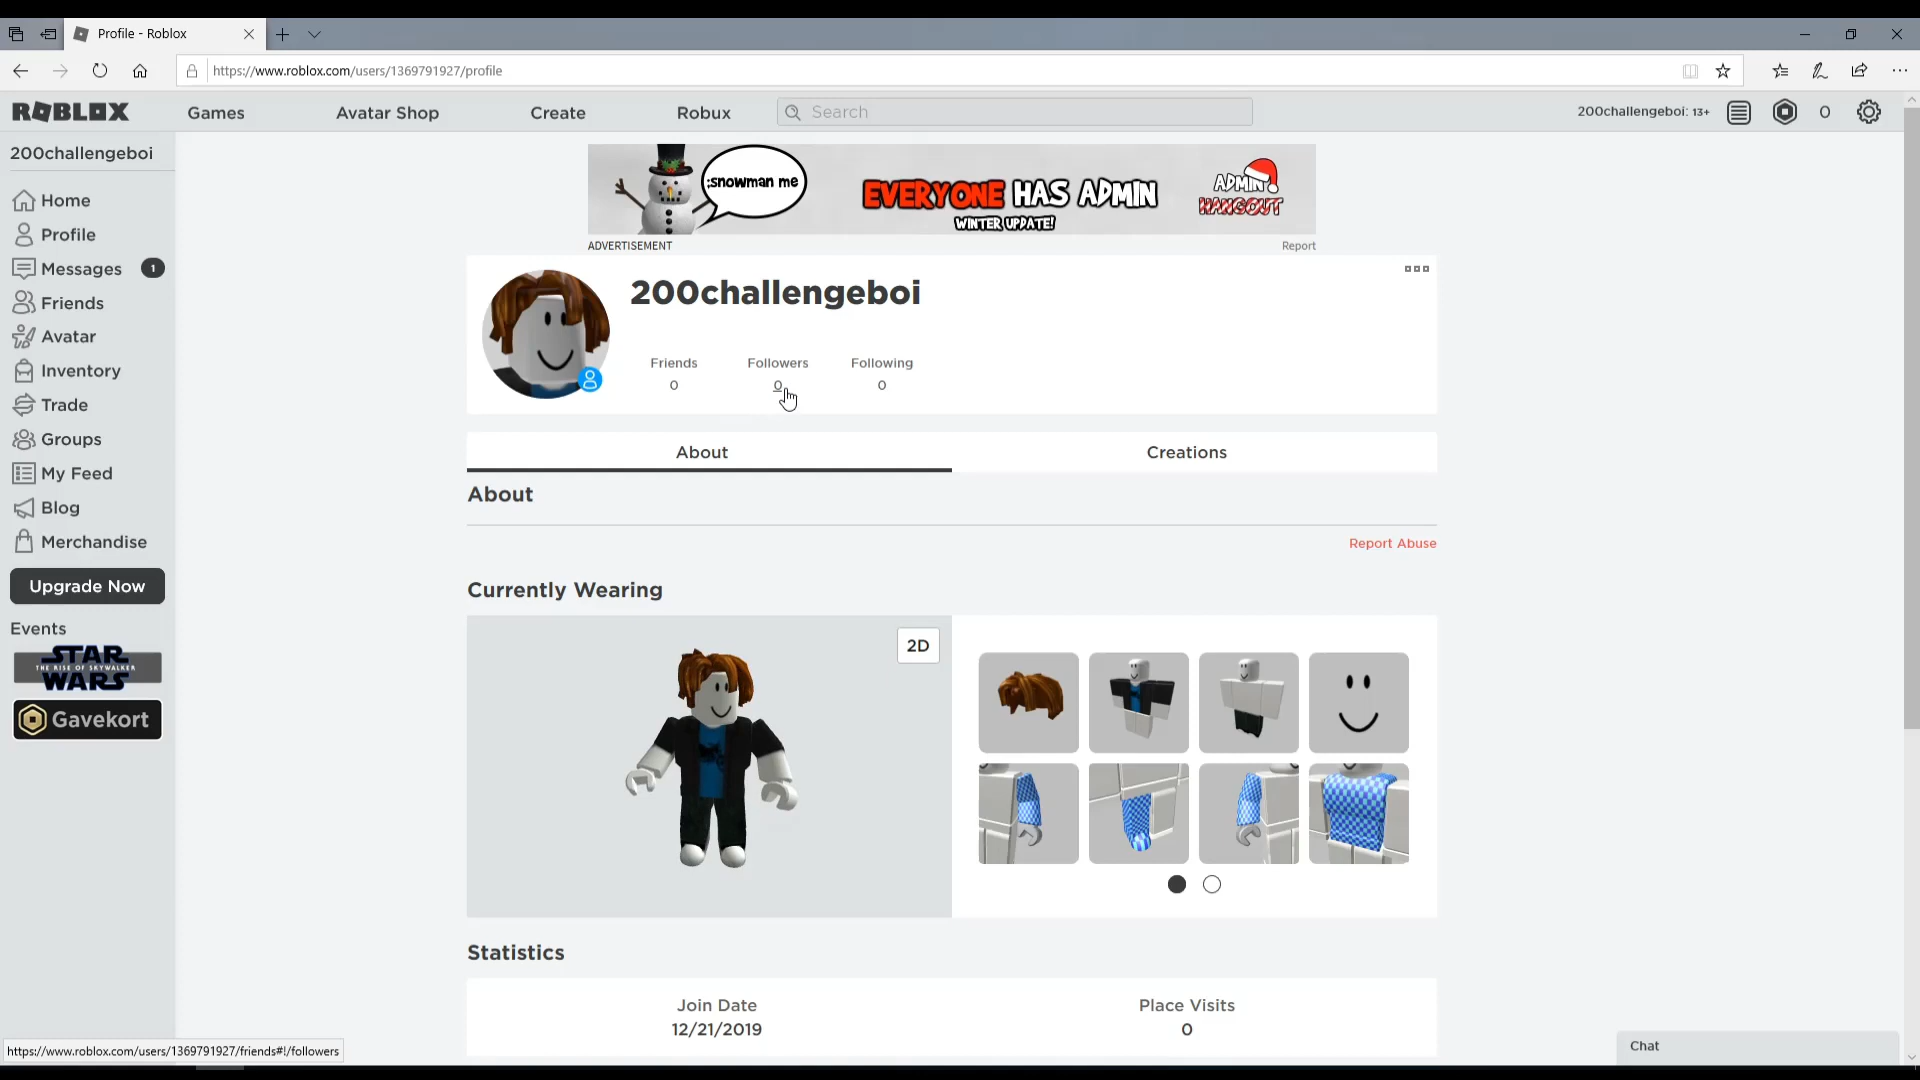 Profile - Roblox
https://www.roblox.com/users/1369791927/profile
ROBLOX
Games
Avatar Shop
Create
Robux
Search
200challengeboi: 13+
0
200challengeboi
Home
Profile
Messages
1
Friends
Avatar
Inventory
Trade
Groups
My Feed
Blog
Merchandise
Upgrade Now
Events
STAR
THE RISE OF SKYWALKER
WARS
Gavekort
:snowman me
EVERYONE HAS ADMIN
WINTER UPDATE!
ADMIN
HANGOUT
ADVERTISEMENT
Report
200challengeboi
Friends
Followers
Following
0
0
0
About
Creations
About
Report Abuse
Currently Wearing
2D
Statistics
Join Date
Place Visits
12/21/2019
0
https://www.roblox.com/users/1369791927/friends#!/followers
Chat